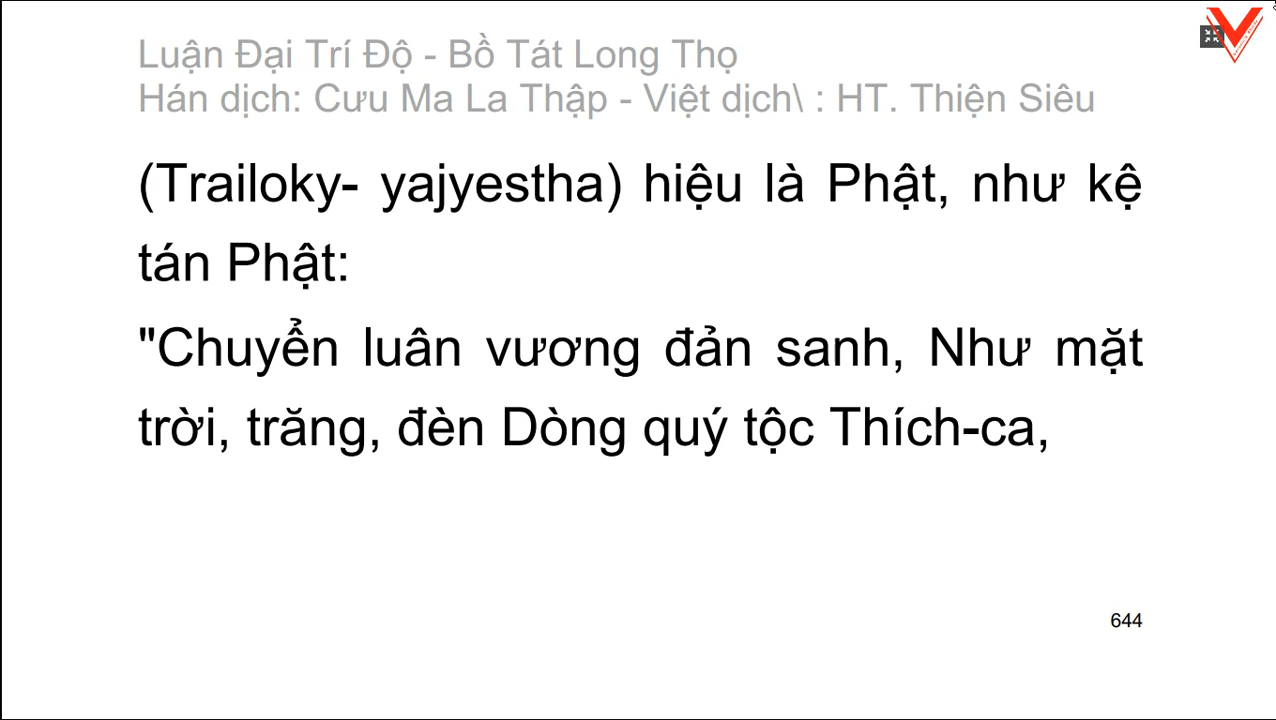 Luận Đại Trí Độ - Bồ Tát Long Thọ
Hán dịch: Cưu Ma La Thập - Việt dịch\ : HT. Thiện Siêu
(Trailoky- yajyestha) hiệu là Phật, như kệ
tán Phật:
"Chuyển luân vương đản sanh, Như mặt
trời, trăng, đèn Dòng quý tộc Thích-ca,
644